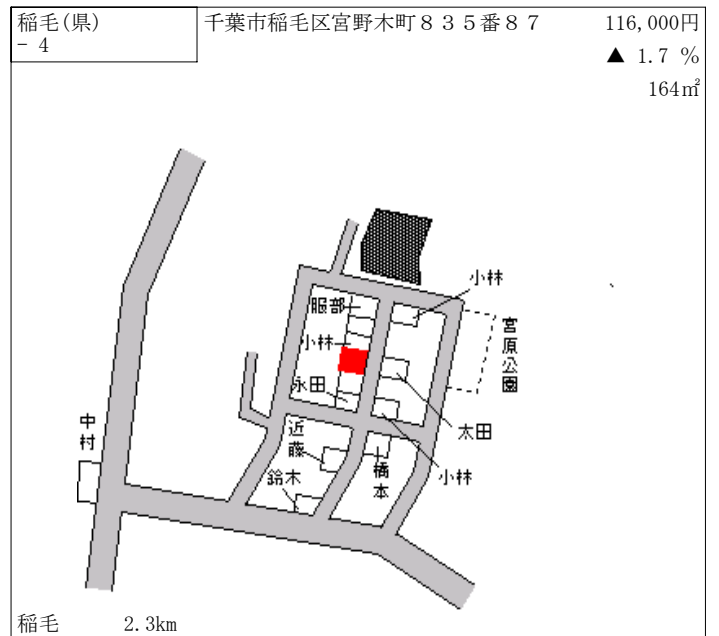 稲毛(県)
- 4
千葉市稲毛区宮野木町８３５番８７
116,000円
▲ 1.7 %
164㎡
小林
服部
宮原公園
小林
永田
太田
中村
近藤
橋本
小林
鈴木
稲毛 2.3km